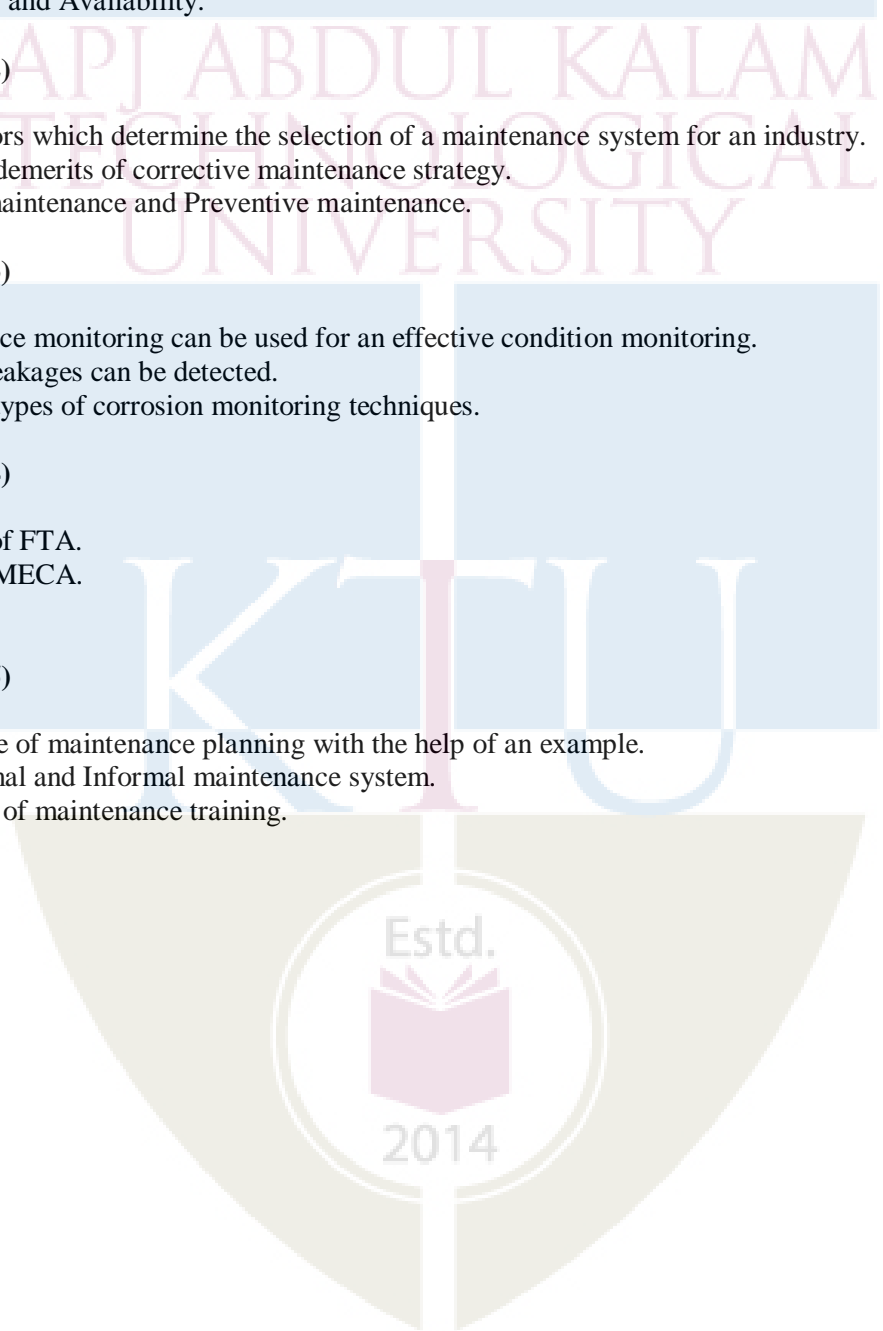 and Availability.
APJ ABDUL KALAM
)
ors which determine the selection of a maintenance system for an industry.
TECHNOLOGICAL
demerits of corrective maintenance strategy.
naintenance and Preventive maintenance.
UNIVERSITY
)
ce monitoring can be used for an effective condition monitoring.
eakages can be detected.
ypes of corrosion monitoring techniques.
)
of FTA.
MECA.
KTU
)
e of maintenance planning with the help of an example.
nal and Informal maintenance system.
of maintenance training.
Estd.
2014